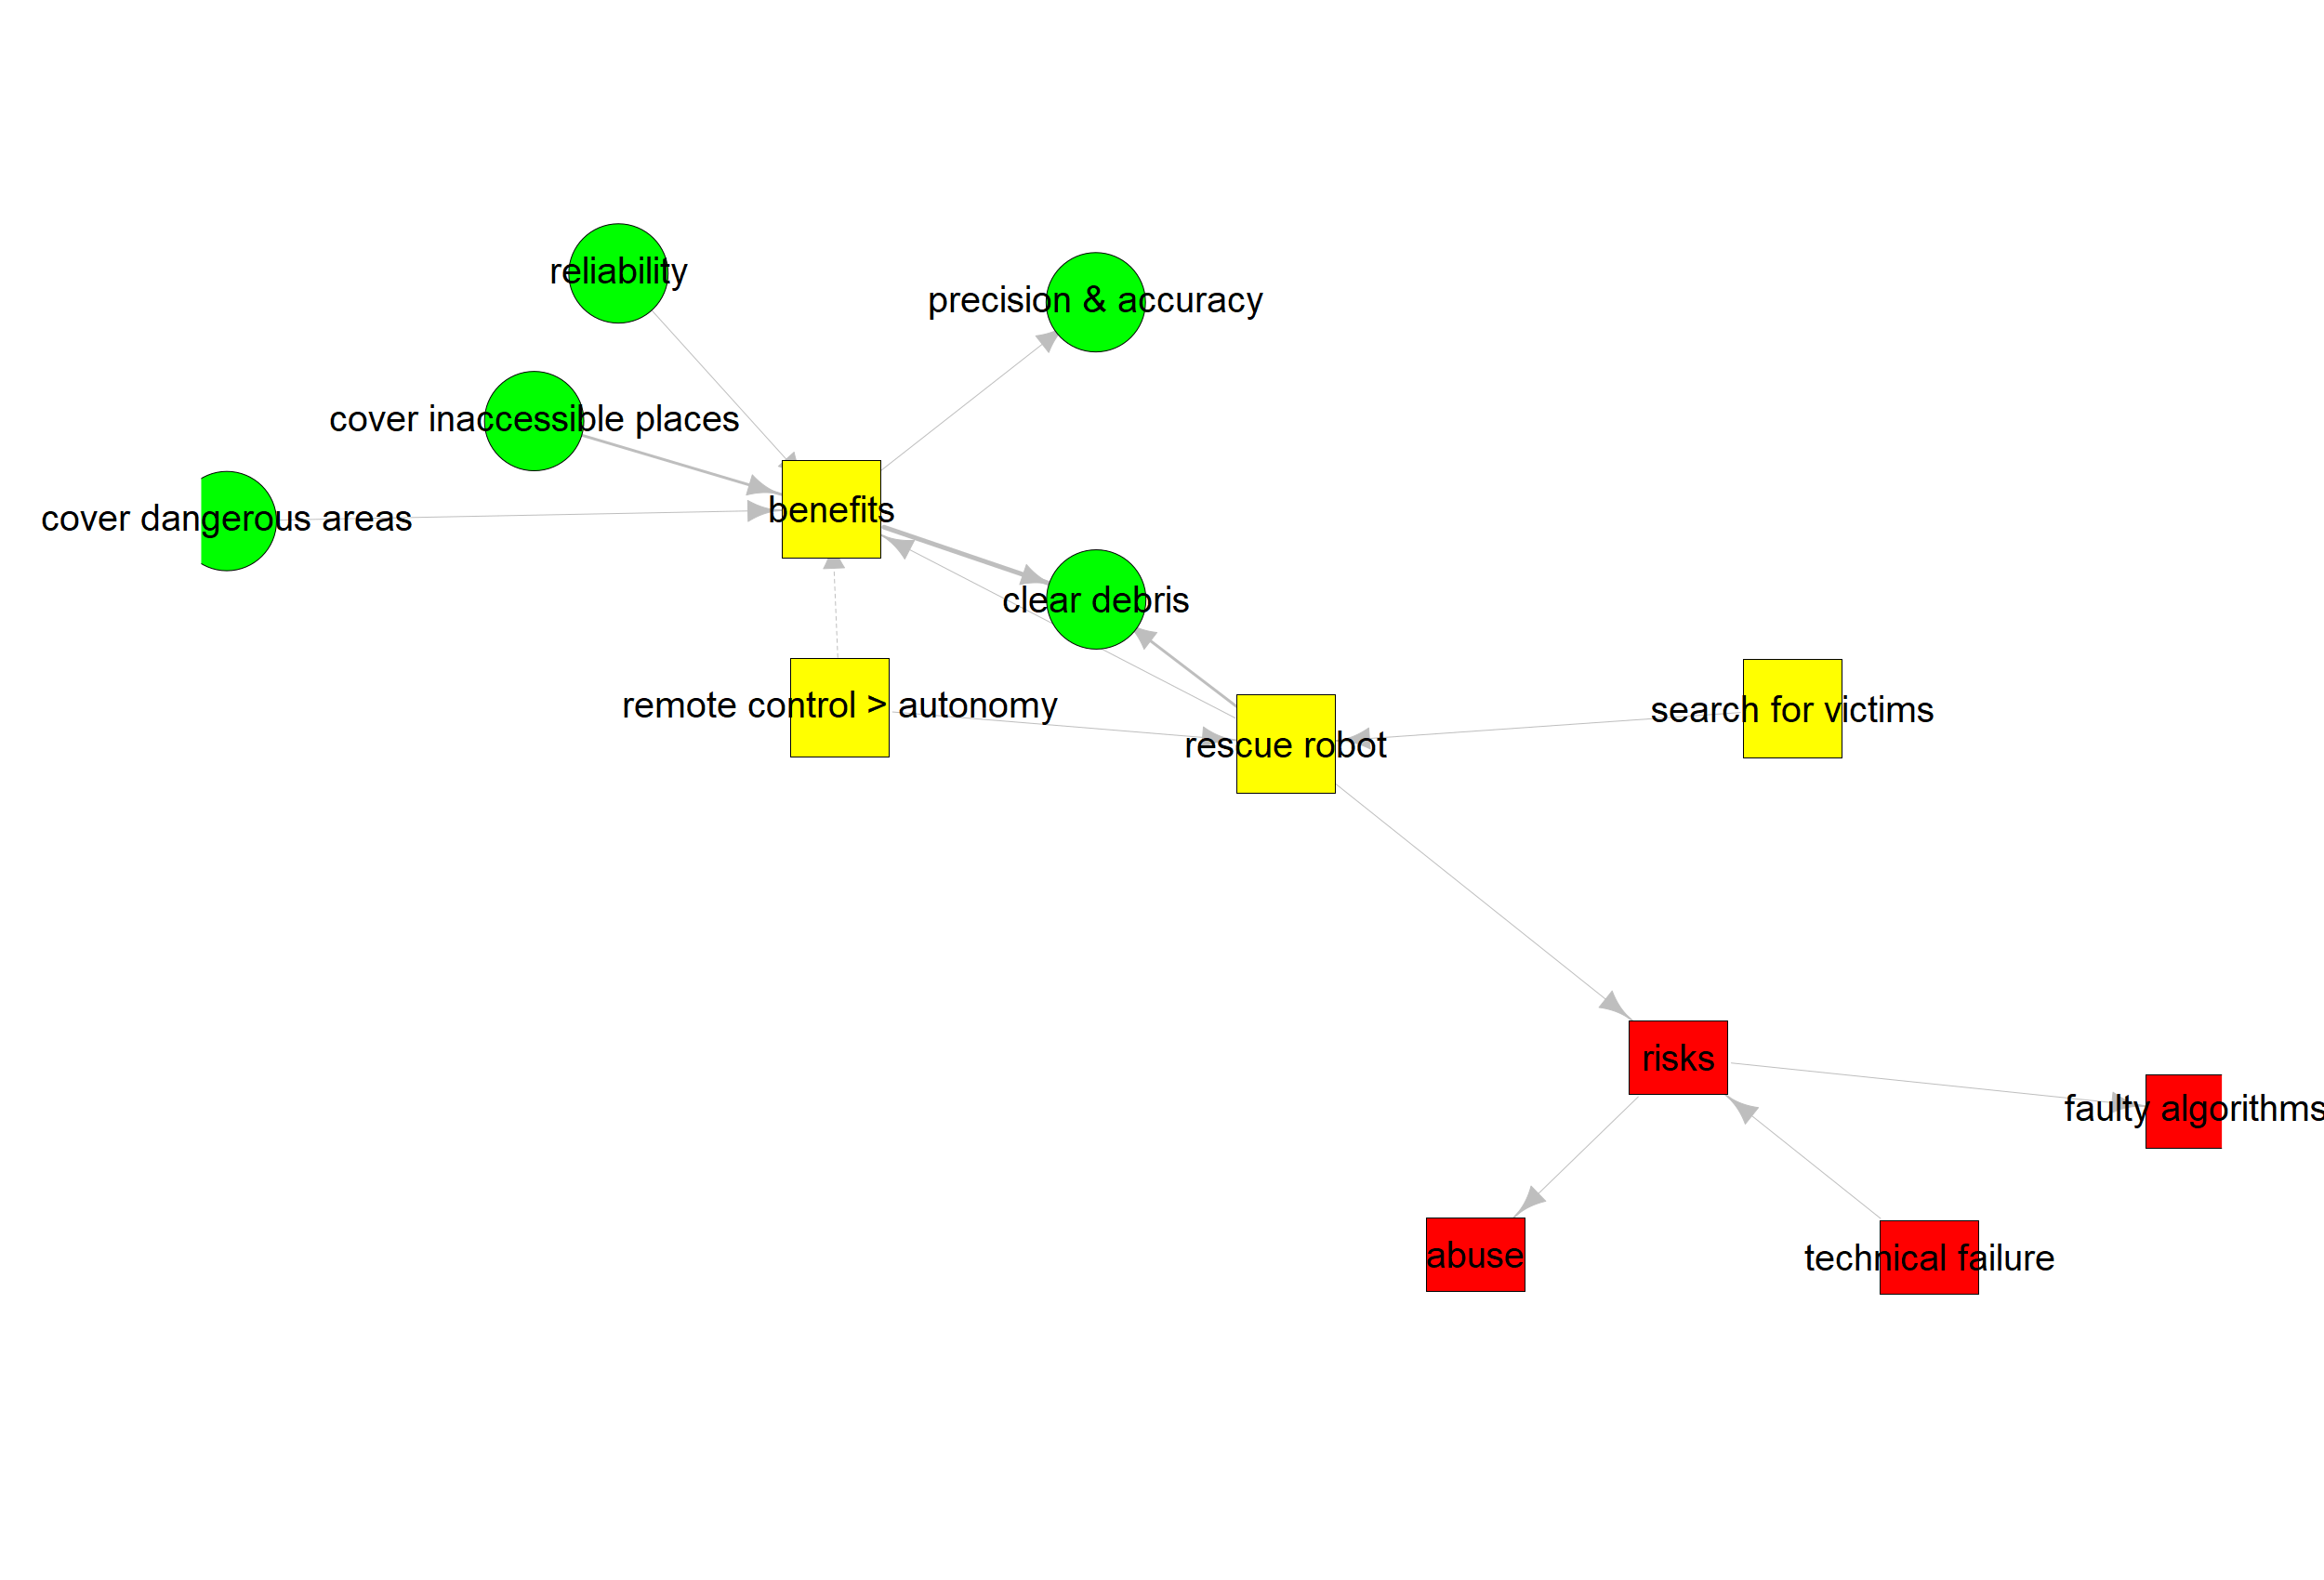 reliability
precision & accuracy
cover inaccessible places
benefits
cover dangerous areas
clear debris
remote control > autonomy
search for victims
rescue robot
risks
faulty algorithms
abuse
technical failure